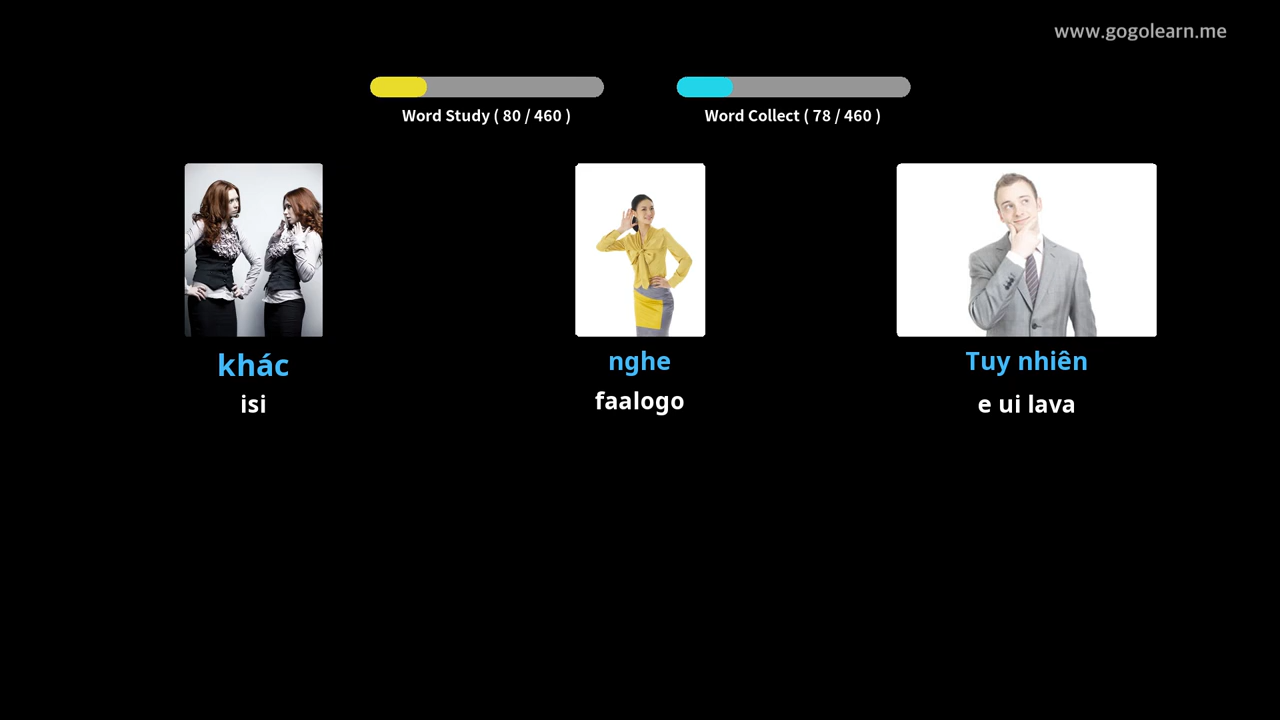 www.gogolearn.me
Word Study ( 80 / 460 )
Word Collect ( 78 / 460 )
khác
isi
nghe
faalogo
Tuy nhiên
e ui lava